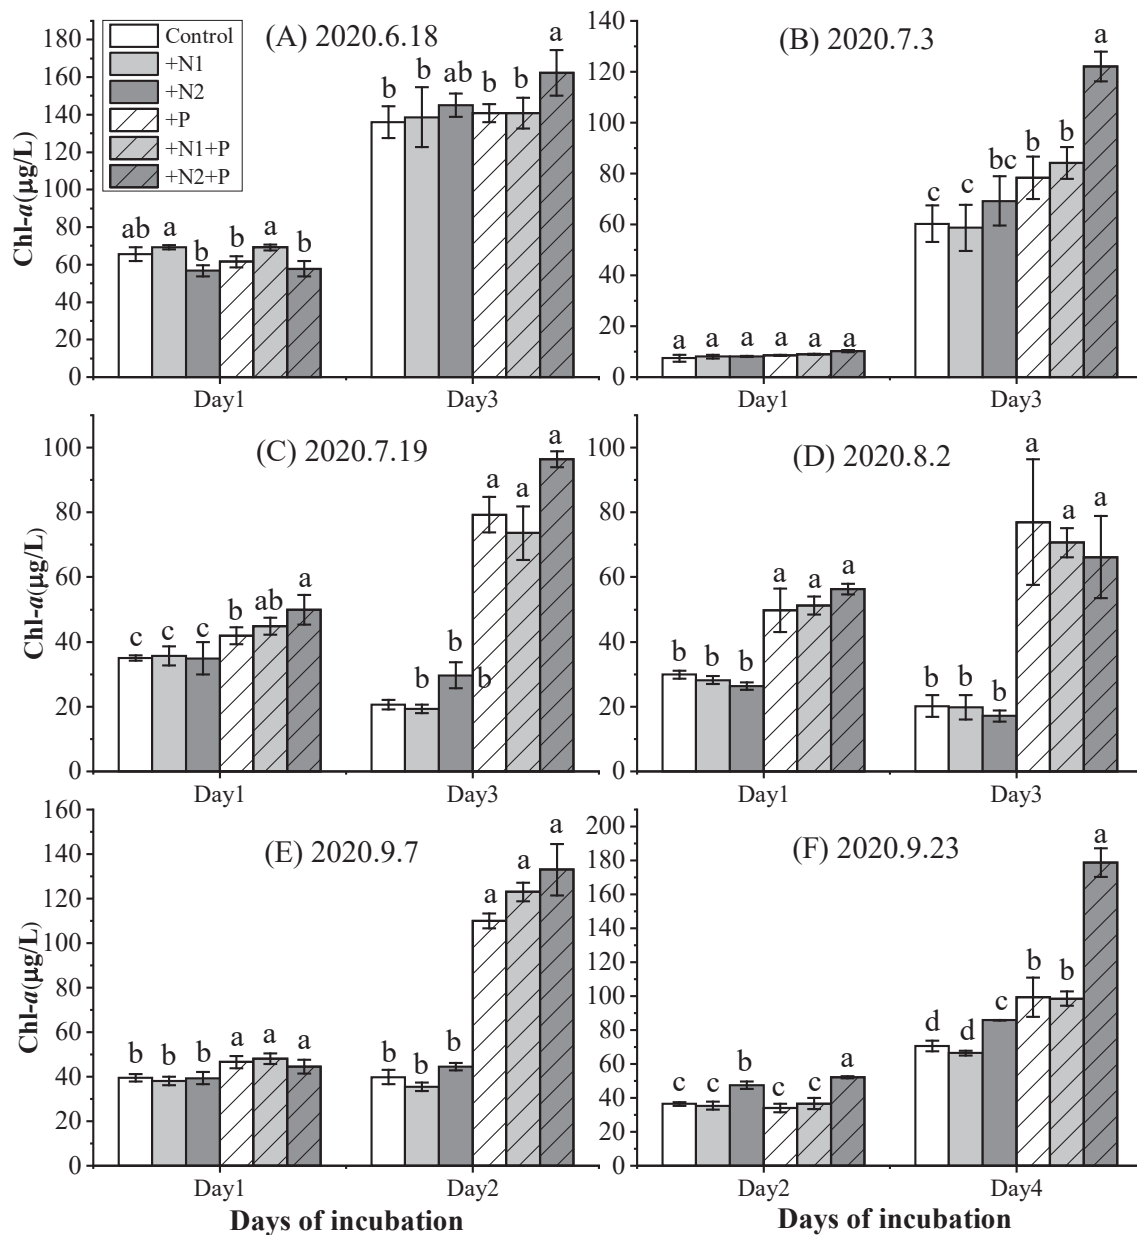 Control
+N1
+N2
+P
+N1+P
+N2+P
(A) 2020.6.18
Chl-a(µg/L)
0
20
40
60
80
100
120
140
160
180
ab
a
b
b
a
b
b
b
ab
b
b
a
Day1
Day3
(B) 2020.7.3
0
20
40
60
80
100
120
140
a
a
a
a
a
a
c
c
bc
b
b
a
Day1
Day3
(C) 2020.7.19
Chl-a(µg/L)
0
20
40
60
80
100
c
c
c
b
ab
a
b
b
b
a
a
a
Day1
Day3
(D) 2020.8.2
0
20
40
60
80
100
b
b
b
a
a
a
b
b
b
a
a
a
Day1
Day3
(E) 2020.9.7
Chl-a(µg/L)
0
20
40
60
80
100
120
140
160
b
b
b
a
a
a
b
b
b
a
a
a
Day1
Day2
Days of incubation
(F) 2020.9.23
0
20
40
60
80
100
120
140
160
180
200
c
c
b
c
c
a
d
d
c
b
b
a
Day2
Day4
Days of incubation